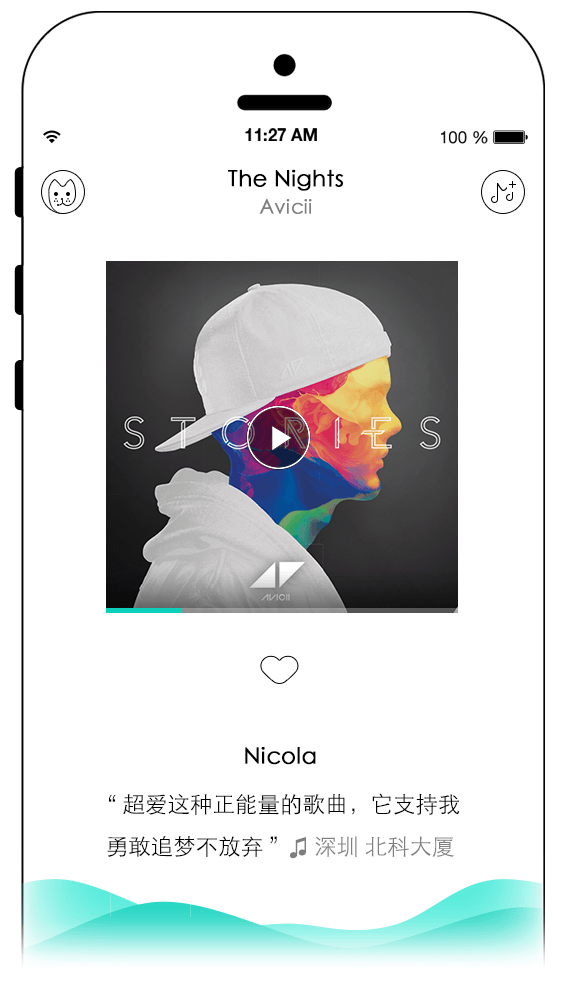 11:27 AM
100 %
The Nights
Avicii
STORIES
AVICII
Nicola
“ 超爱这种正能量的歌曲，它支持我
勇敢追梦不放弃 ” 深圳 北科大厦